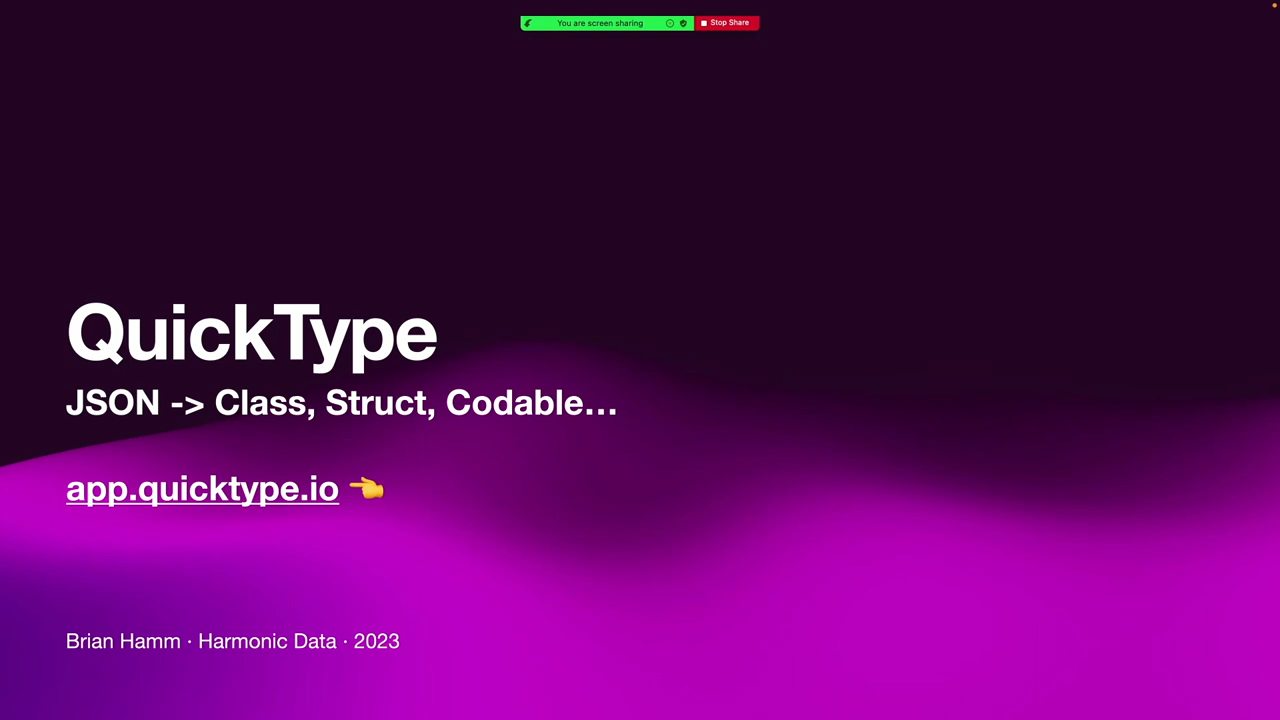 You are screen sharing
Stop Share
QuickType
JSON -> Class, Struct, Codable…
app.quicktype.io 👈
Brian Hamm · Harmonic Data · 2023